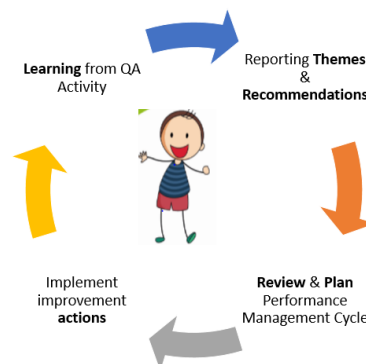 Learning from QA
Activity
Reporting Themes
&
Recommendations
Review & Plan
Performance
Management Cycle
Implement
improvement
actions